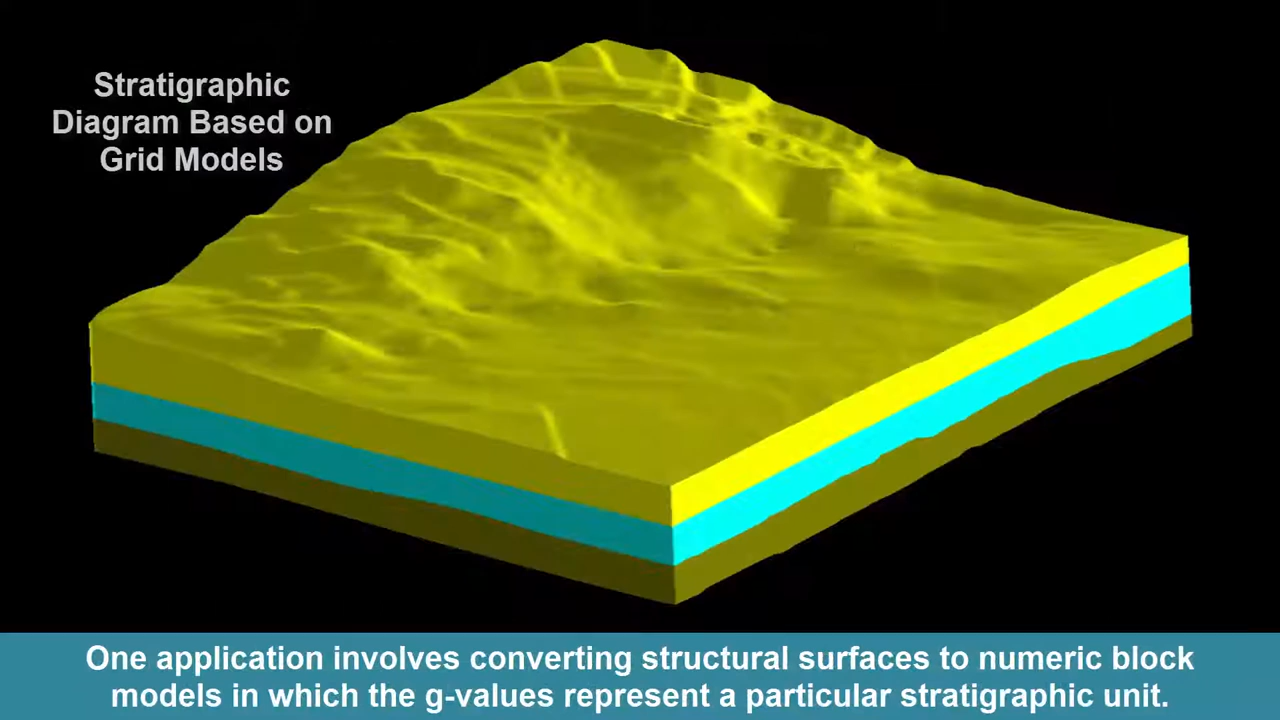 Stratigraphic
Diagram Based on
Grid Models
One application involves converting structural surfaces to numeric block
models in which the g-values represent a particular stratigraphic unit.